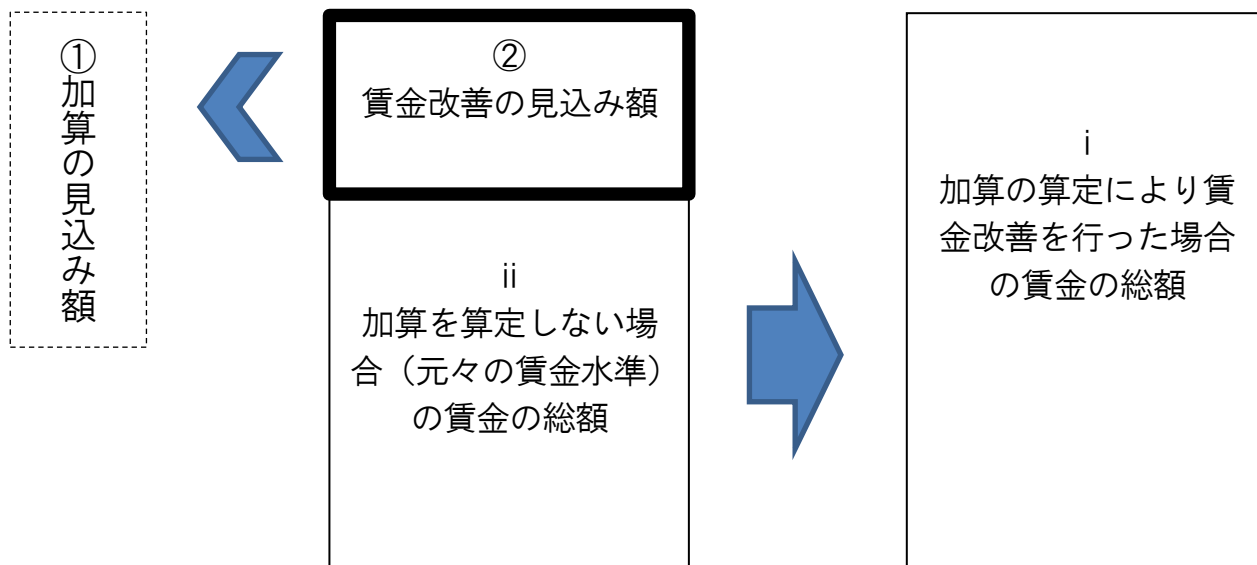 ①加算の見込み額
②
賃金改善の見込み額
ⅱ
加算を算定しない場
合（元々の賃金水準）
の賃金の総額
ⅰ
加算の算定により賃
金改善を行った場合
の賃金の総額